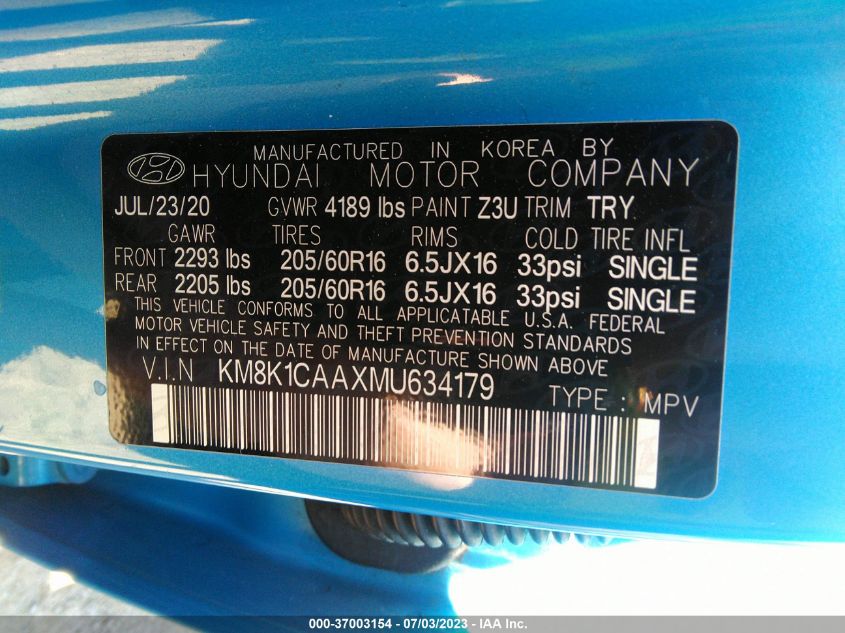 MANUFACTURED IN KOREA BY
HYUNDAI MOTOR COMPANY
JUL/23/20 GVWR 4189 lbs PAINT Z3U TRIM TRY
GAWR TIRES RIMS COLD TIRE INFL
FRONT 2293 lbs 205/60R16 6.5JX16 33psi SINGLE
REAR 2205 lbs 205/60R16 6.5JX16 33psi SINGLE
THIS VEHICLE CONFORMS TO ALL APPLICATABLE U.S.A. FEDERAL
MOTOR VEHICLE SAFETY AND THEFT PREVENTION STANDARDS
IN EFFECT ON THE DATE OF MANUFACTURE SHOWN ABOVE
V.I.N KM8K1CAAXMU634179 TYPE : MPV
000-37003154 - 07/03/2023 - IAA Inc.